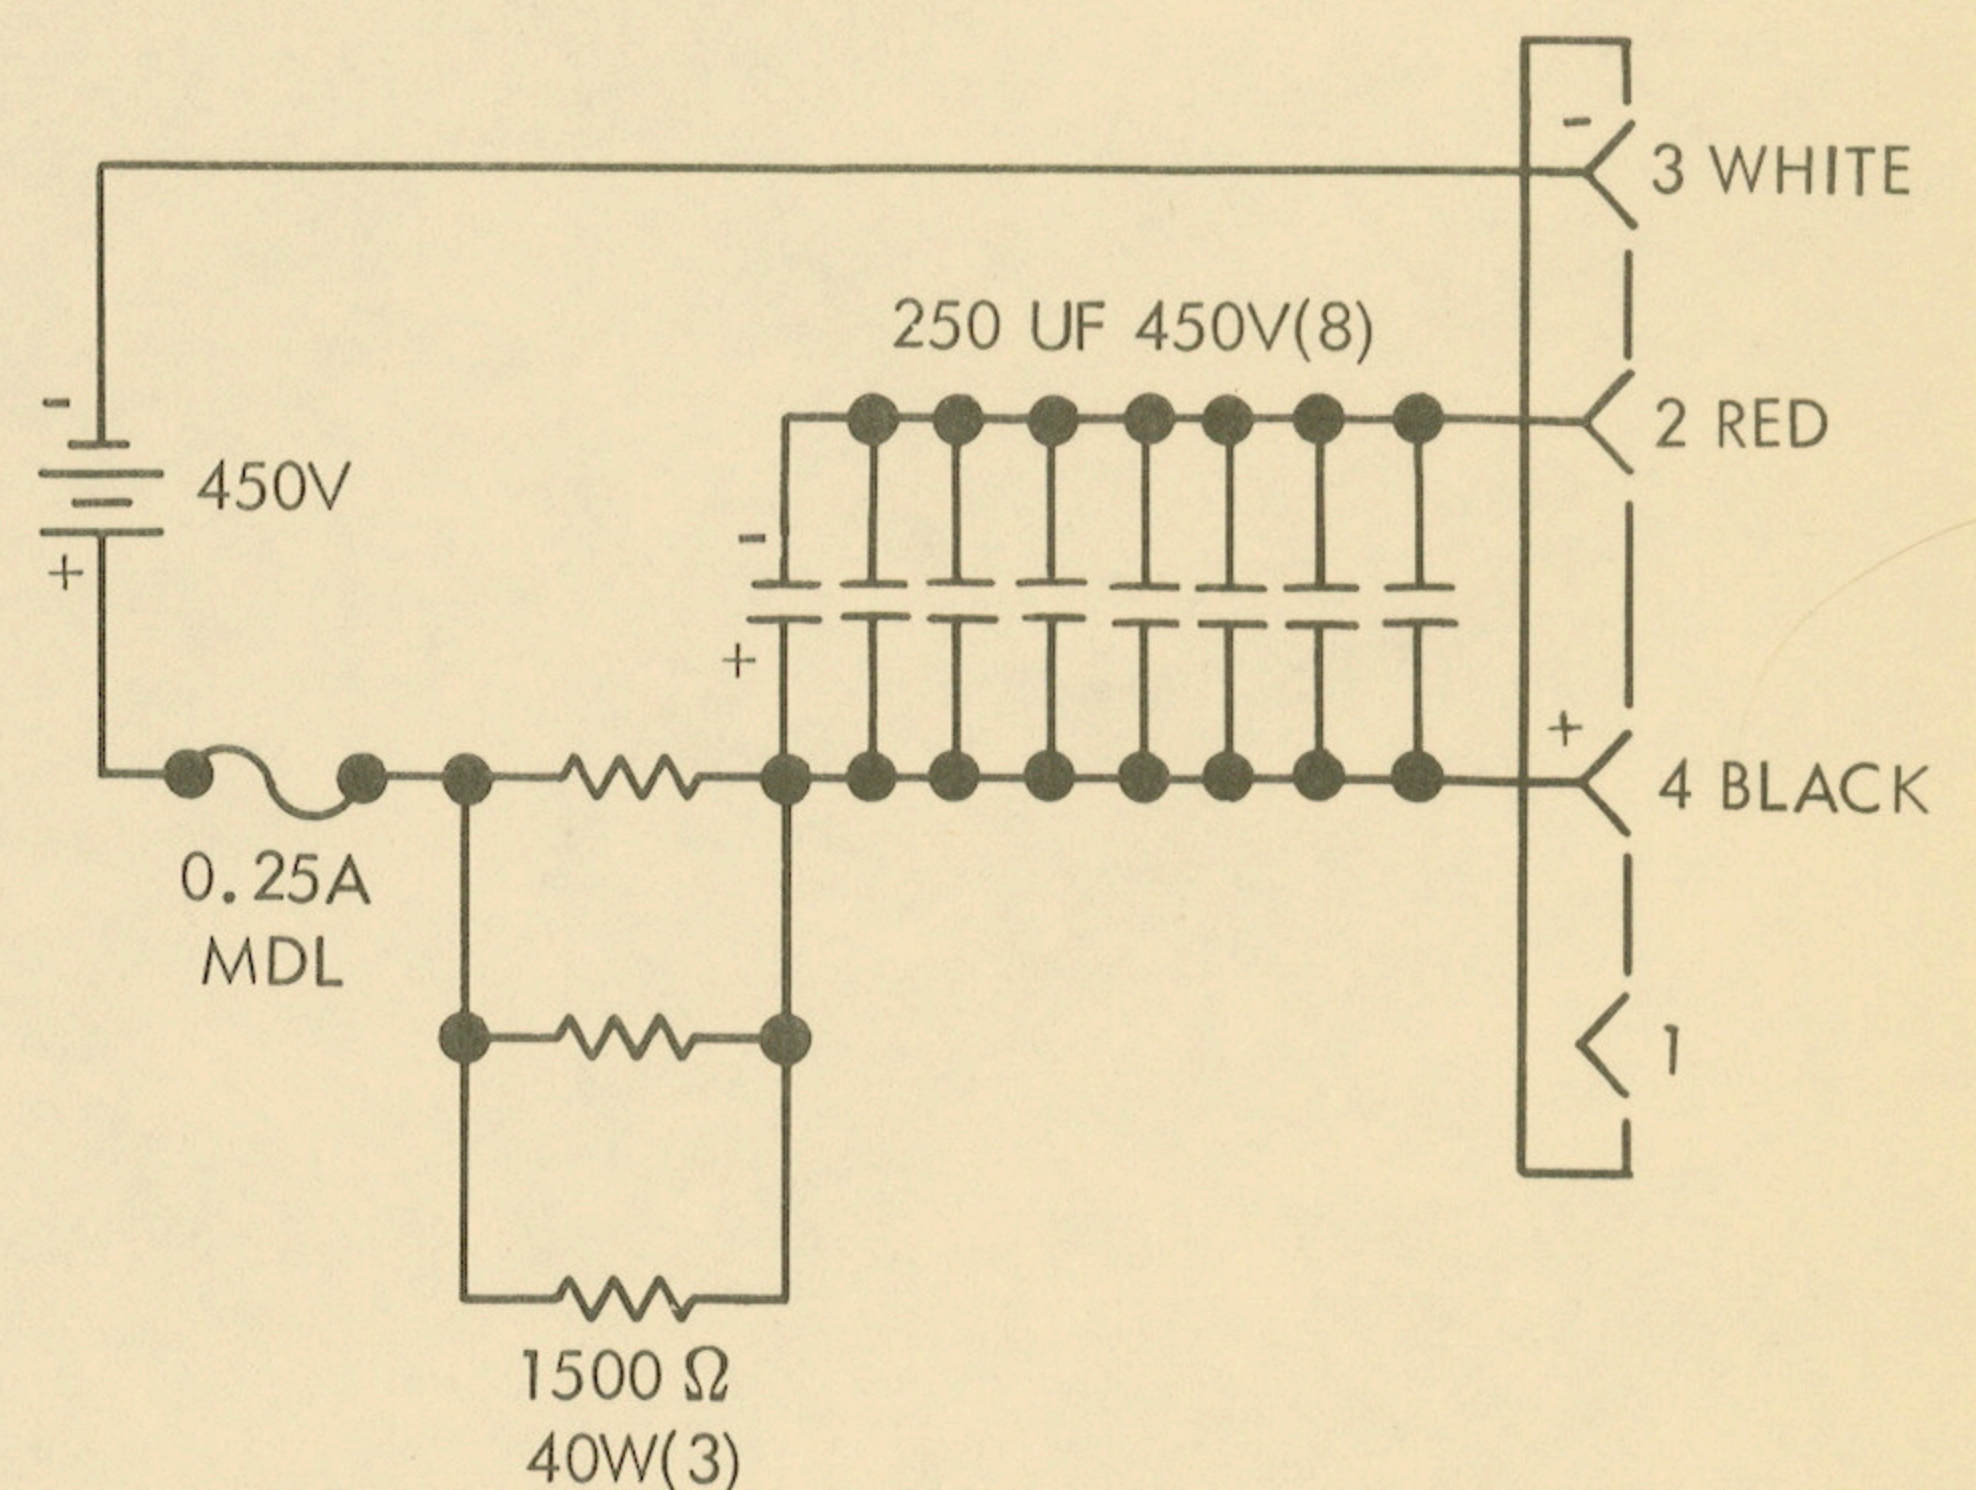 -
3 WHITE
250 UF 450V(8)
-
2 RED
450V
-
+
+
+
4 BLACK
0.25A
MDL
1
1500 Ω
40W(3)